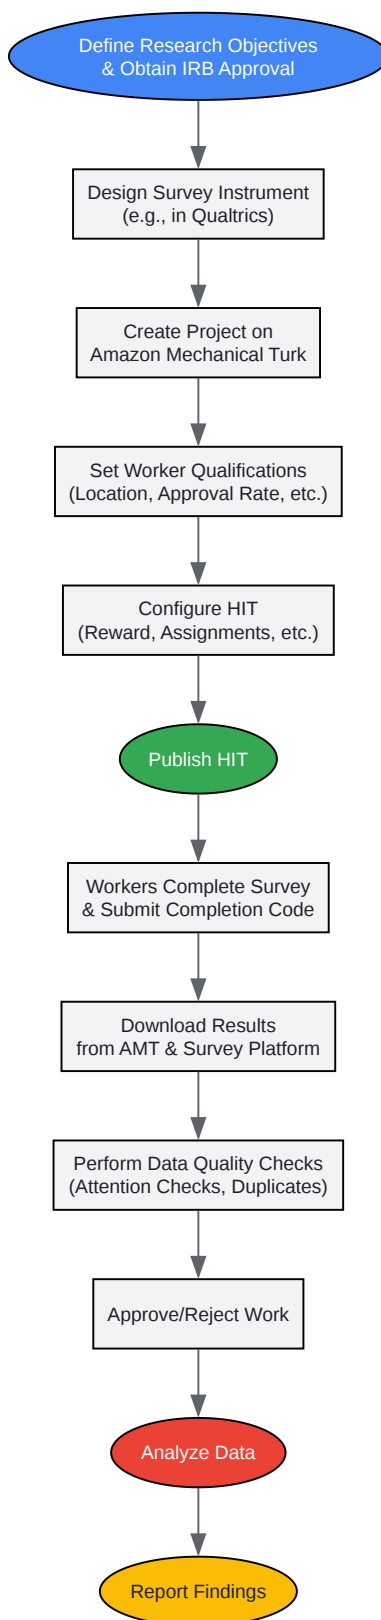 Define Research Objectives
& Obtain IRB Approval
Design Survey Instrument
(e.g., in Qualtrics)
Create Project on
Amazon Mechanical Turk
Set Worker Qualifications
(Location, Approval Rate, etc.)
Configure HIT
(Reward, Assignments, etc.)
Publish HIT
Workers Complete Survey
& Submit Completion Code
Download Results
from AMT & Survey Platform
Perform Data Quality Checks
(Attention Checks, Duplicates)
Approve/Reject Work
Analyze Data
Report Findings